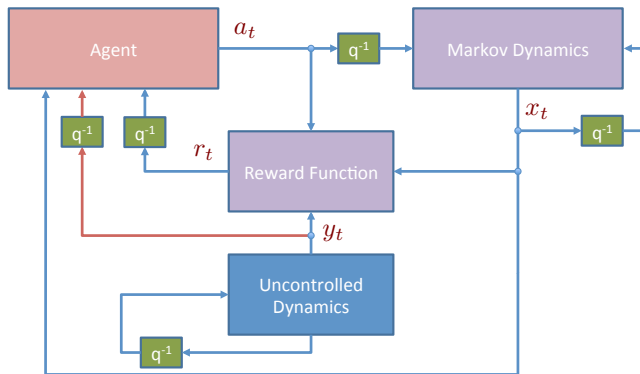 Agent
a_t
q⁻¹
Markov Dynamics
x_t
q⁻¹
q⁻¹
q⁻¹
r_t
Reward Function
y_t
Uncontrolled
Dynamics
q⁻¹